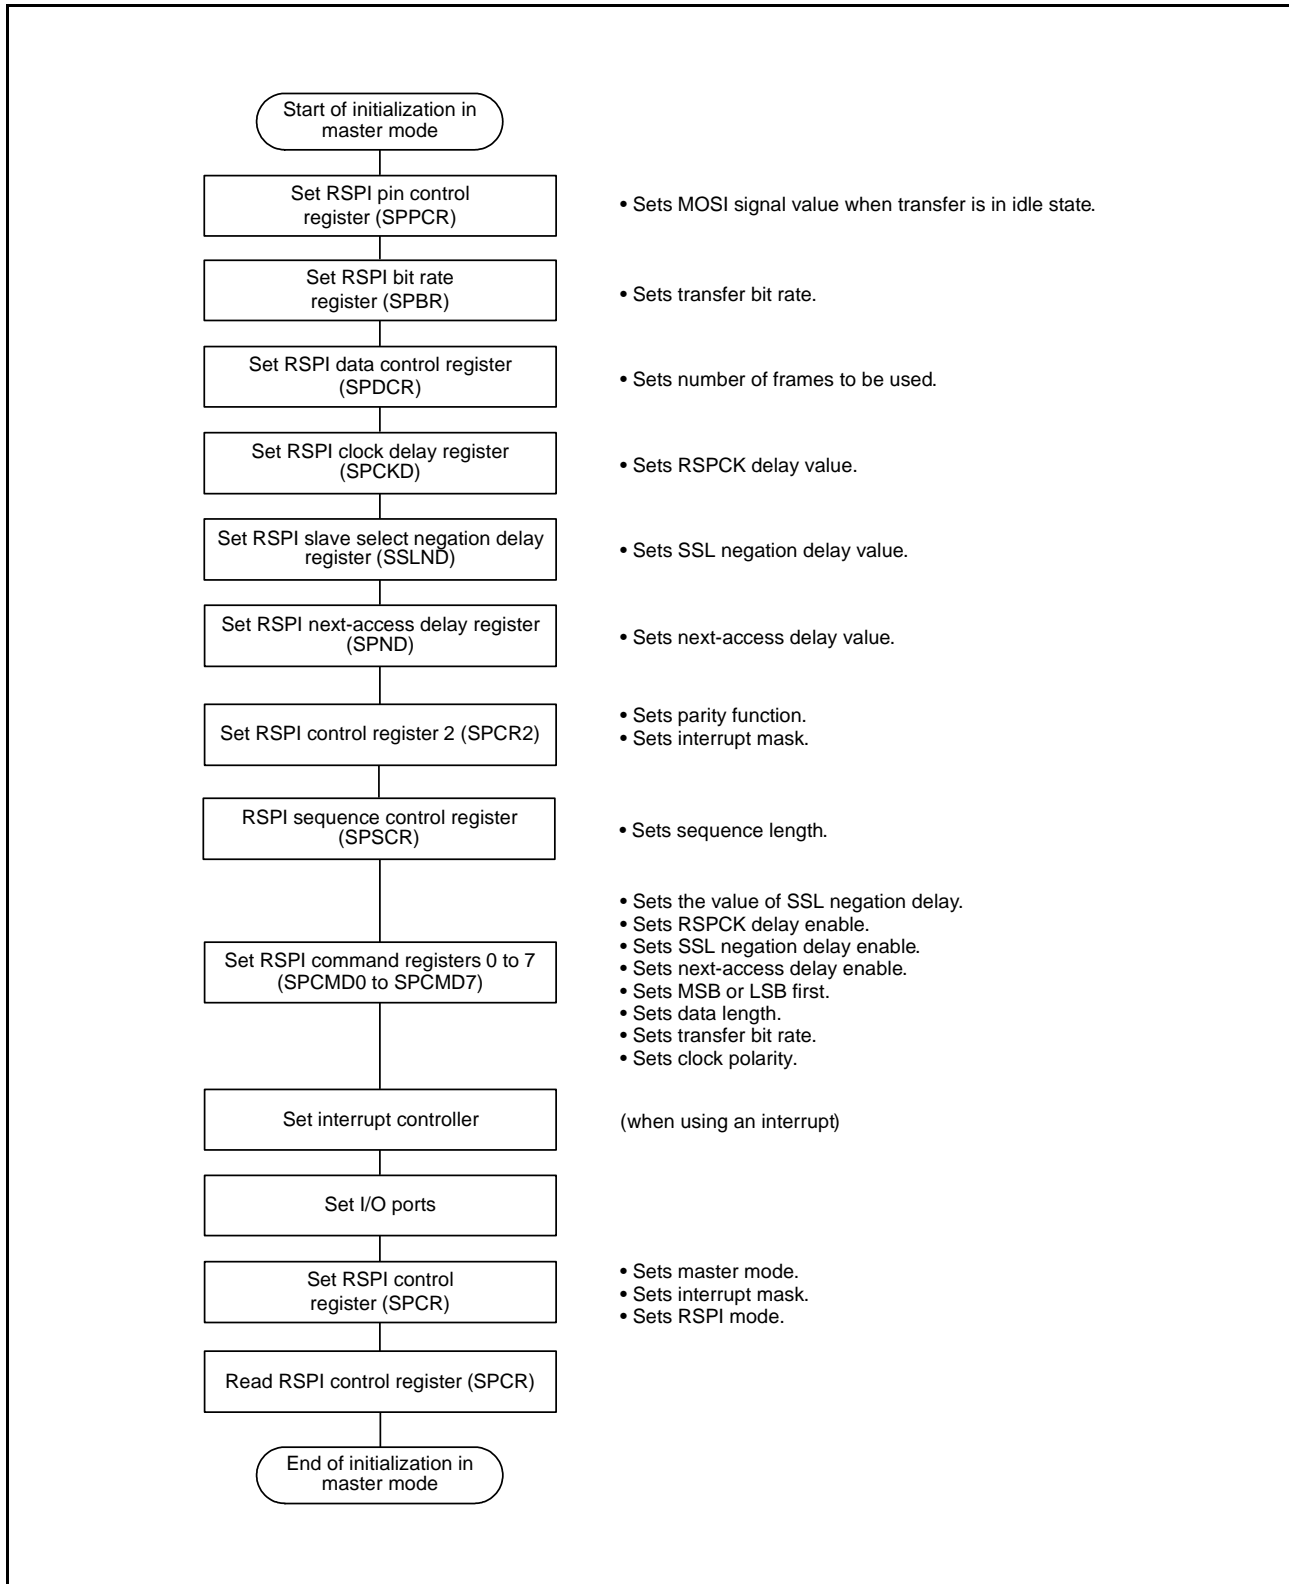 Start of initialization in
master mode
Set RSPI pin control
register (SPPCR)
• Sets MOSI signal value when transfer is in idle state.
Set RSPI bit rate
register (SPBR)
• Sets transfer bit rate.
Set RSPI data control register
(SPDCR)
• Sets number of frames to be used.
Set RSPI clock delay register
(SPCKD)
• Sets RSPCK delay value.
Set RSPI slave select negation delay
register (SSLND)
• Sets SSL negation delay value.
Set RSPI next-access delay register
(SPND)
• Sets next-access delay value.
Set RSPI control register 2 (SPCR2)
• Sets parity function.
• Sets interrupt mask.
RSPI sequence control register
(SPSCR)
• Sets sequence length.
Set RSPI command registers 0 to 7
(SPCMD0 to SPCMD7)
• Sets the value of SSL negation delay.
• Sets RSPCK delay enable.
• Sets SSL negation delay enable.
• Sets next-access delay enable.
• Sets MSB or LSB first.
• Sets data length.
• Sets transfer bit rate.
• Sets clock polarity.
Set interrupt controller
(when using an interrupt)
Set I/O ports
Set RSPI control
register (SPCR)
• Sets master mode.
• Sets interrupt mask.
• Sets RSPI mode.
Read RSPI control register (SPCR)
End of initialization in
master mode